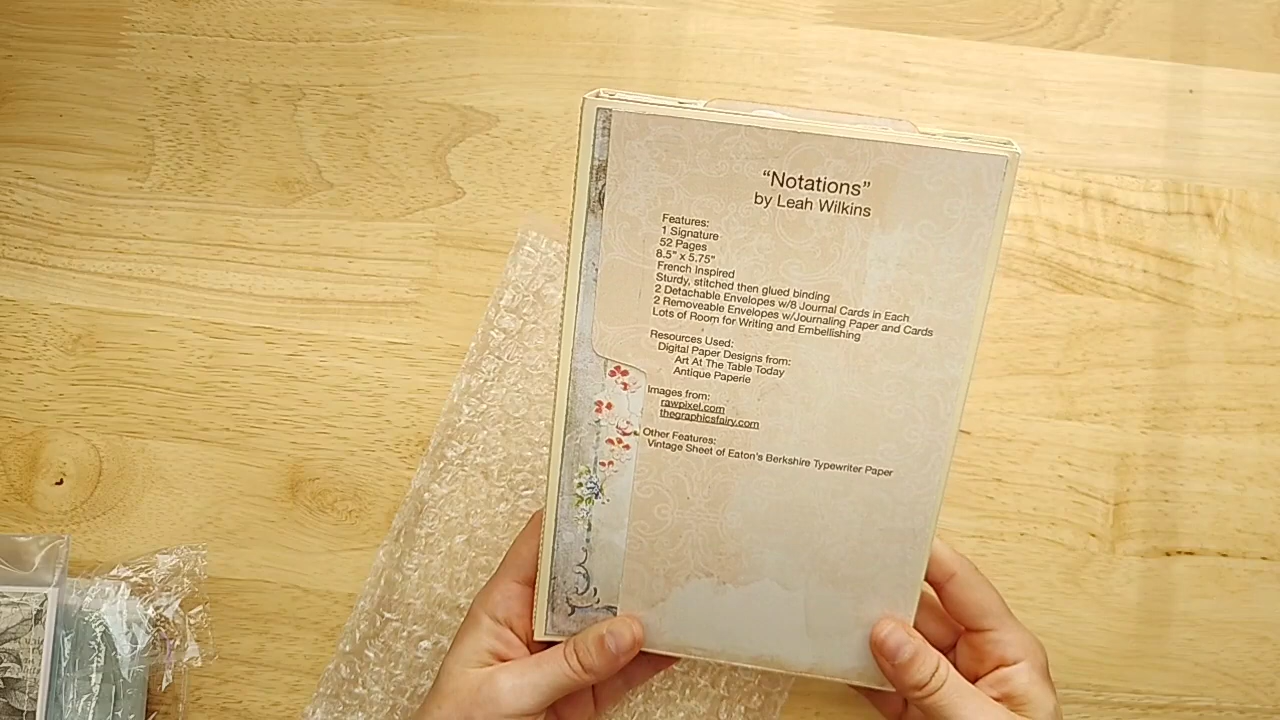 “Notations”
by Leah Wilkins
Features:
1 Signature
52 Pages
8.5" x 5.75"
French Inspired
Sturdy, stitched then glued binding
2 Detachable Envelopes w/8 Journal Cards in Each
2 Removeable Envelopes w/Journaling Paper and Cards
Lots of Room for Writing and Embellishing
Resources Used:
Digital Paper Designs from:
Art At The Table Today
Antique Paperie
Images from:
rawpixel.com
thegraphicsfairy.com
Other Features:
Vintage Sheet of Eaton's Berkshire Typewriter Paper